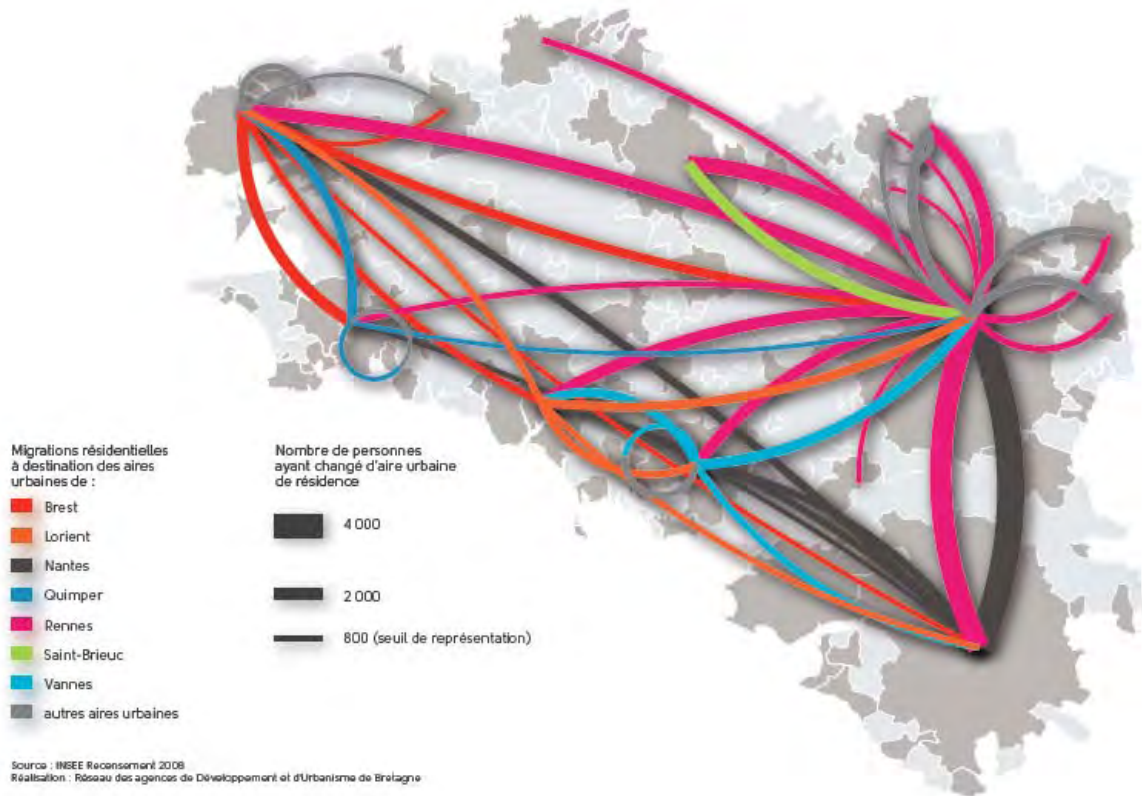 Migrations résidentielles
à destination des aires
urbaines de :
Brest
Lorient
Nantes
Quimper
Rennes
Saint-Brieuc
Vannes
autres aires urbaines
Nombre de personnes
ayant changé d'aire urbaine
de résidence
4 000
2 000
800 (seuil de représentation)
Source : INSEE Recensement 2008
Réalisation : Réseau des agences de Développement et d'Urbanisme de Bretagne